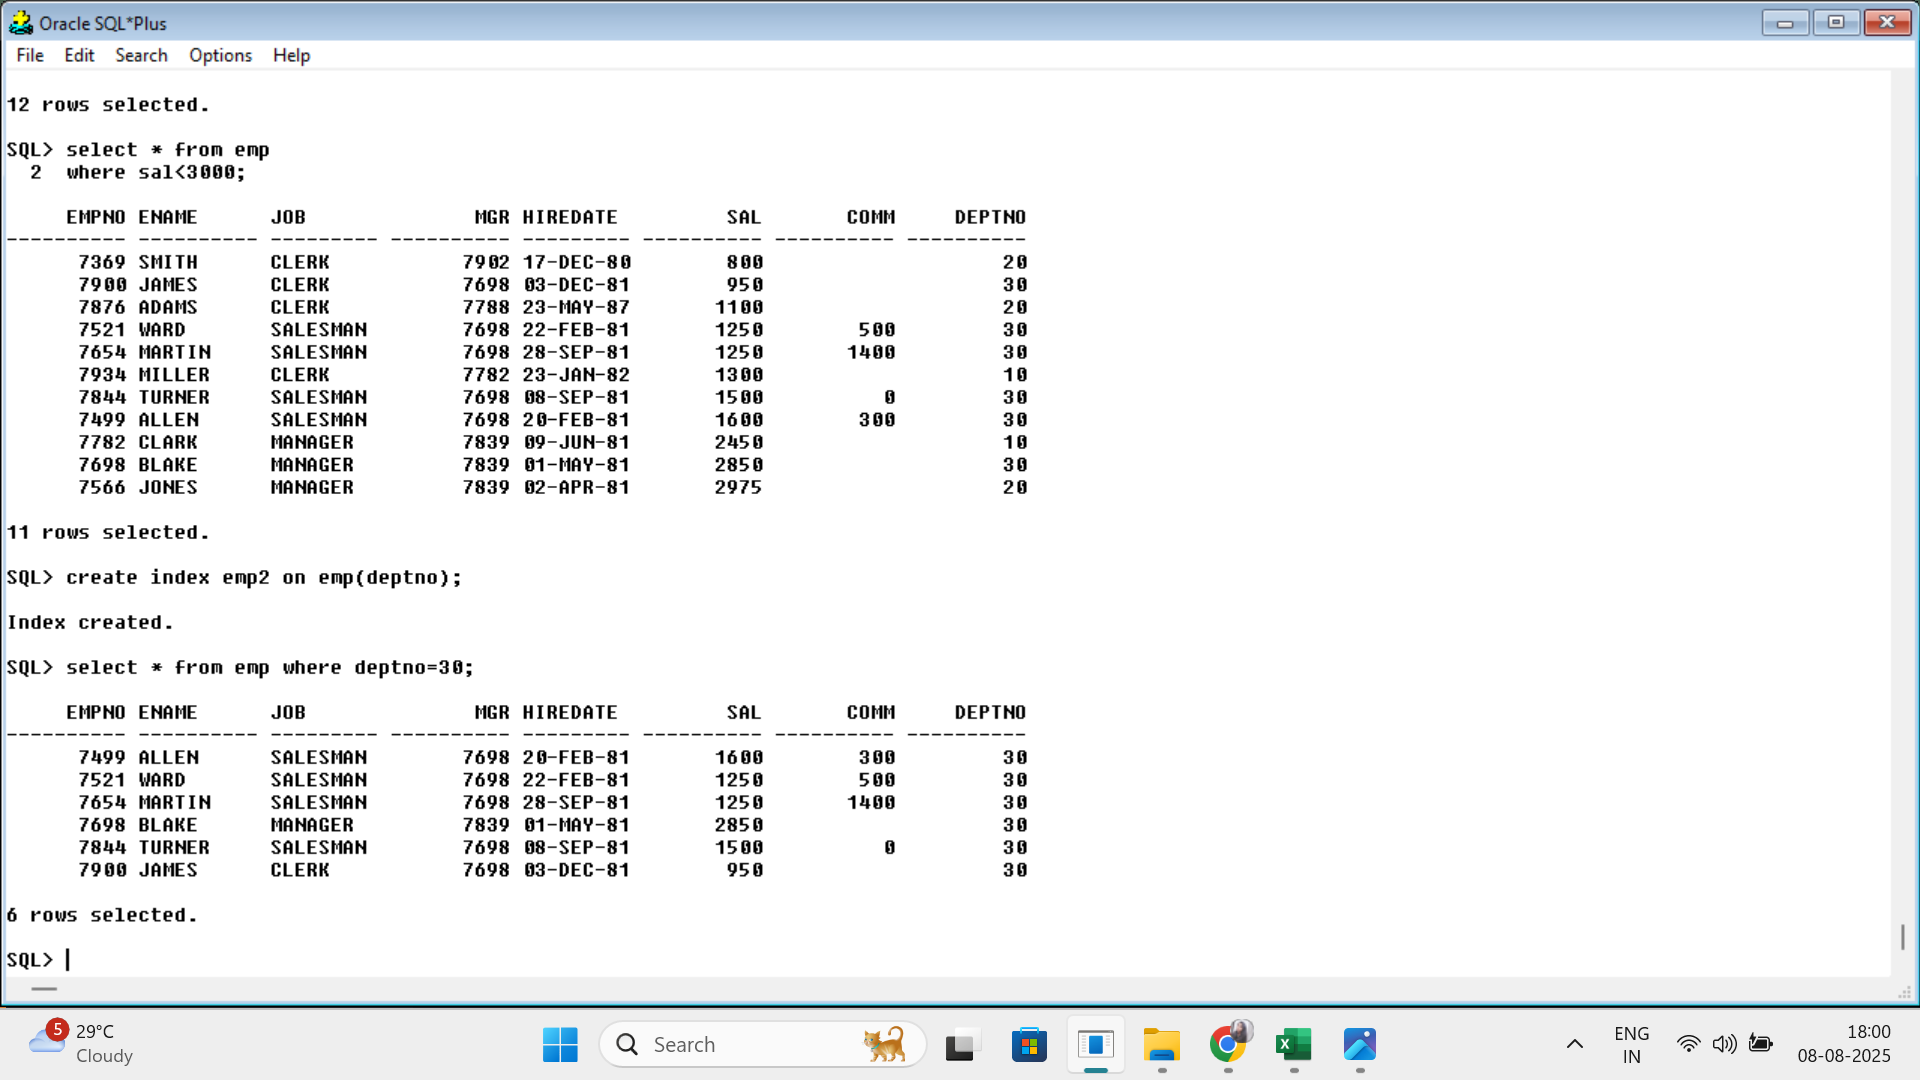 Oracle SQL*Plus
File Edit Search Options Help
12 rows selected.
SQL> select * from emp
  2  where sal<3000;
     EMPNO ENAME      JOB              MGR HIREDATE         SAL       COMM     DEPTNO
---------- ---------- --------- ---------- --------- ---------- ---------- ----------
      7369 SMITH      CLERK           7902 17-DEC-80        800                    20
      7900 JAMES      CLERK           7698 03-DEC-81        950                    30
      7876 ADAMS      CLERK           7788 23-MAY-87       1100                    20
      7521 WARD       SALESMAN        7698 22-FEB-81       1250        500         30
      7654 MARTIN     SALESMAN        7698 28-SEP-81       1250       1400         30
      7934 MILLER     CLERK           7782 23-JAN-82       1300                    10
      7844 TURNER     SALESMAN        7698 08-SEP-81       1500          0         30
      7499 ALLEN      SALESMAN        7698 20-FEB-81       1600        300         30
      7782 CLARK      MANAGER         7839 09-JUN-81       2450                    10
      7698 BLAKE      MANAGER         7839 01-MAY-81       2850                    30
      7566 JONES      MANAGER         7839 02-APR-81       2975                    20
11 rows selected.
SQL> create index emp2 on emp(deptno);
Index created.
SQL> select * from emp where deptno=30;
     EMPNO ENAME      JOB              MGR HIREDATE         SAL       COMM     DEPTNO
---------- ---------- --------- ---------- --------- ---------- ---------- ----------
      7499 ALLEN      SALESMAN        7698 20-FEB-81       1600        300         30
      7521 WARD       SALESMAN        7698 22-FEB-81       1250        500         30
      7654 MARTIN     SALESMAN        7698 28-SEP-81       1250       1400         30
      7698 BLAKE      MANAGER         7839 01-MAY-81       2850                    30
      7844 TURNER     SALESMAN        7698 08-SEP-81       1500          0         30
      7900 JAMES      CLERK           7698 03-DEC-81        950                    30
6 rows selected.
SQL>
5 29°C
Cloudy
Search
ENG
IN
18:00
08-08-2025